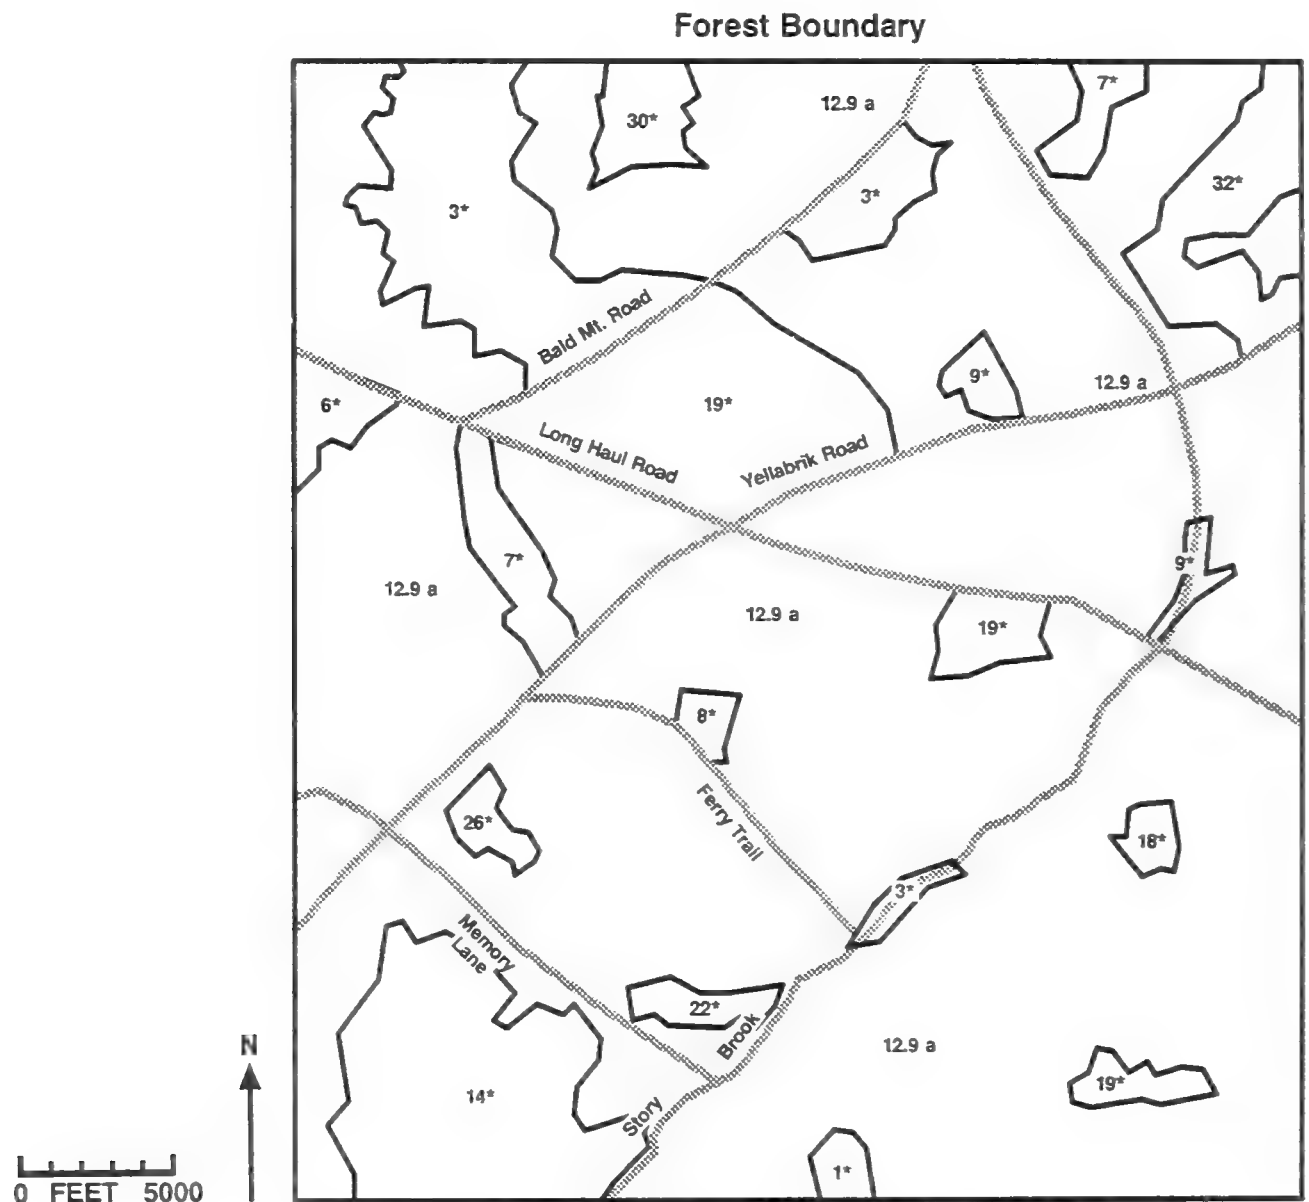 Forest Boundary
7*
12.9 a
30*
32*
3*
3*
Bald Mt. Road
9*
12.9 a
6*
19*
Long Haul Road
Yellabrik Road
7*
9*
12.9 a
12.9 a
19*
8*
Ferry Trail
26*
18*
3*
Memory
Lane
22*
Brook
12.9 a
N
19*
14*
Story
1*
0 FEET 5000